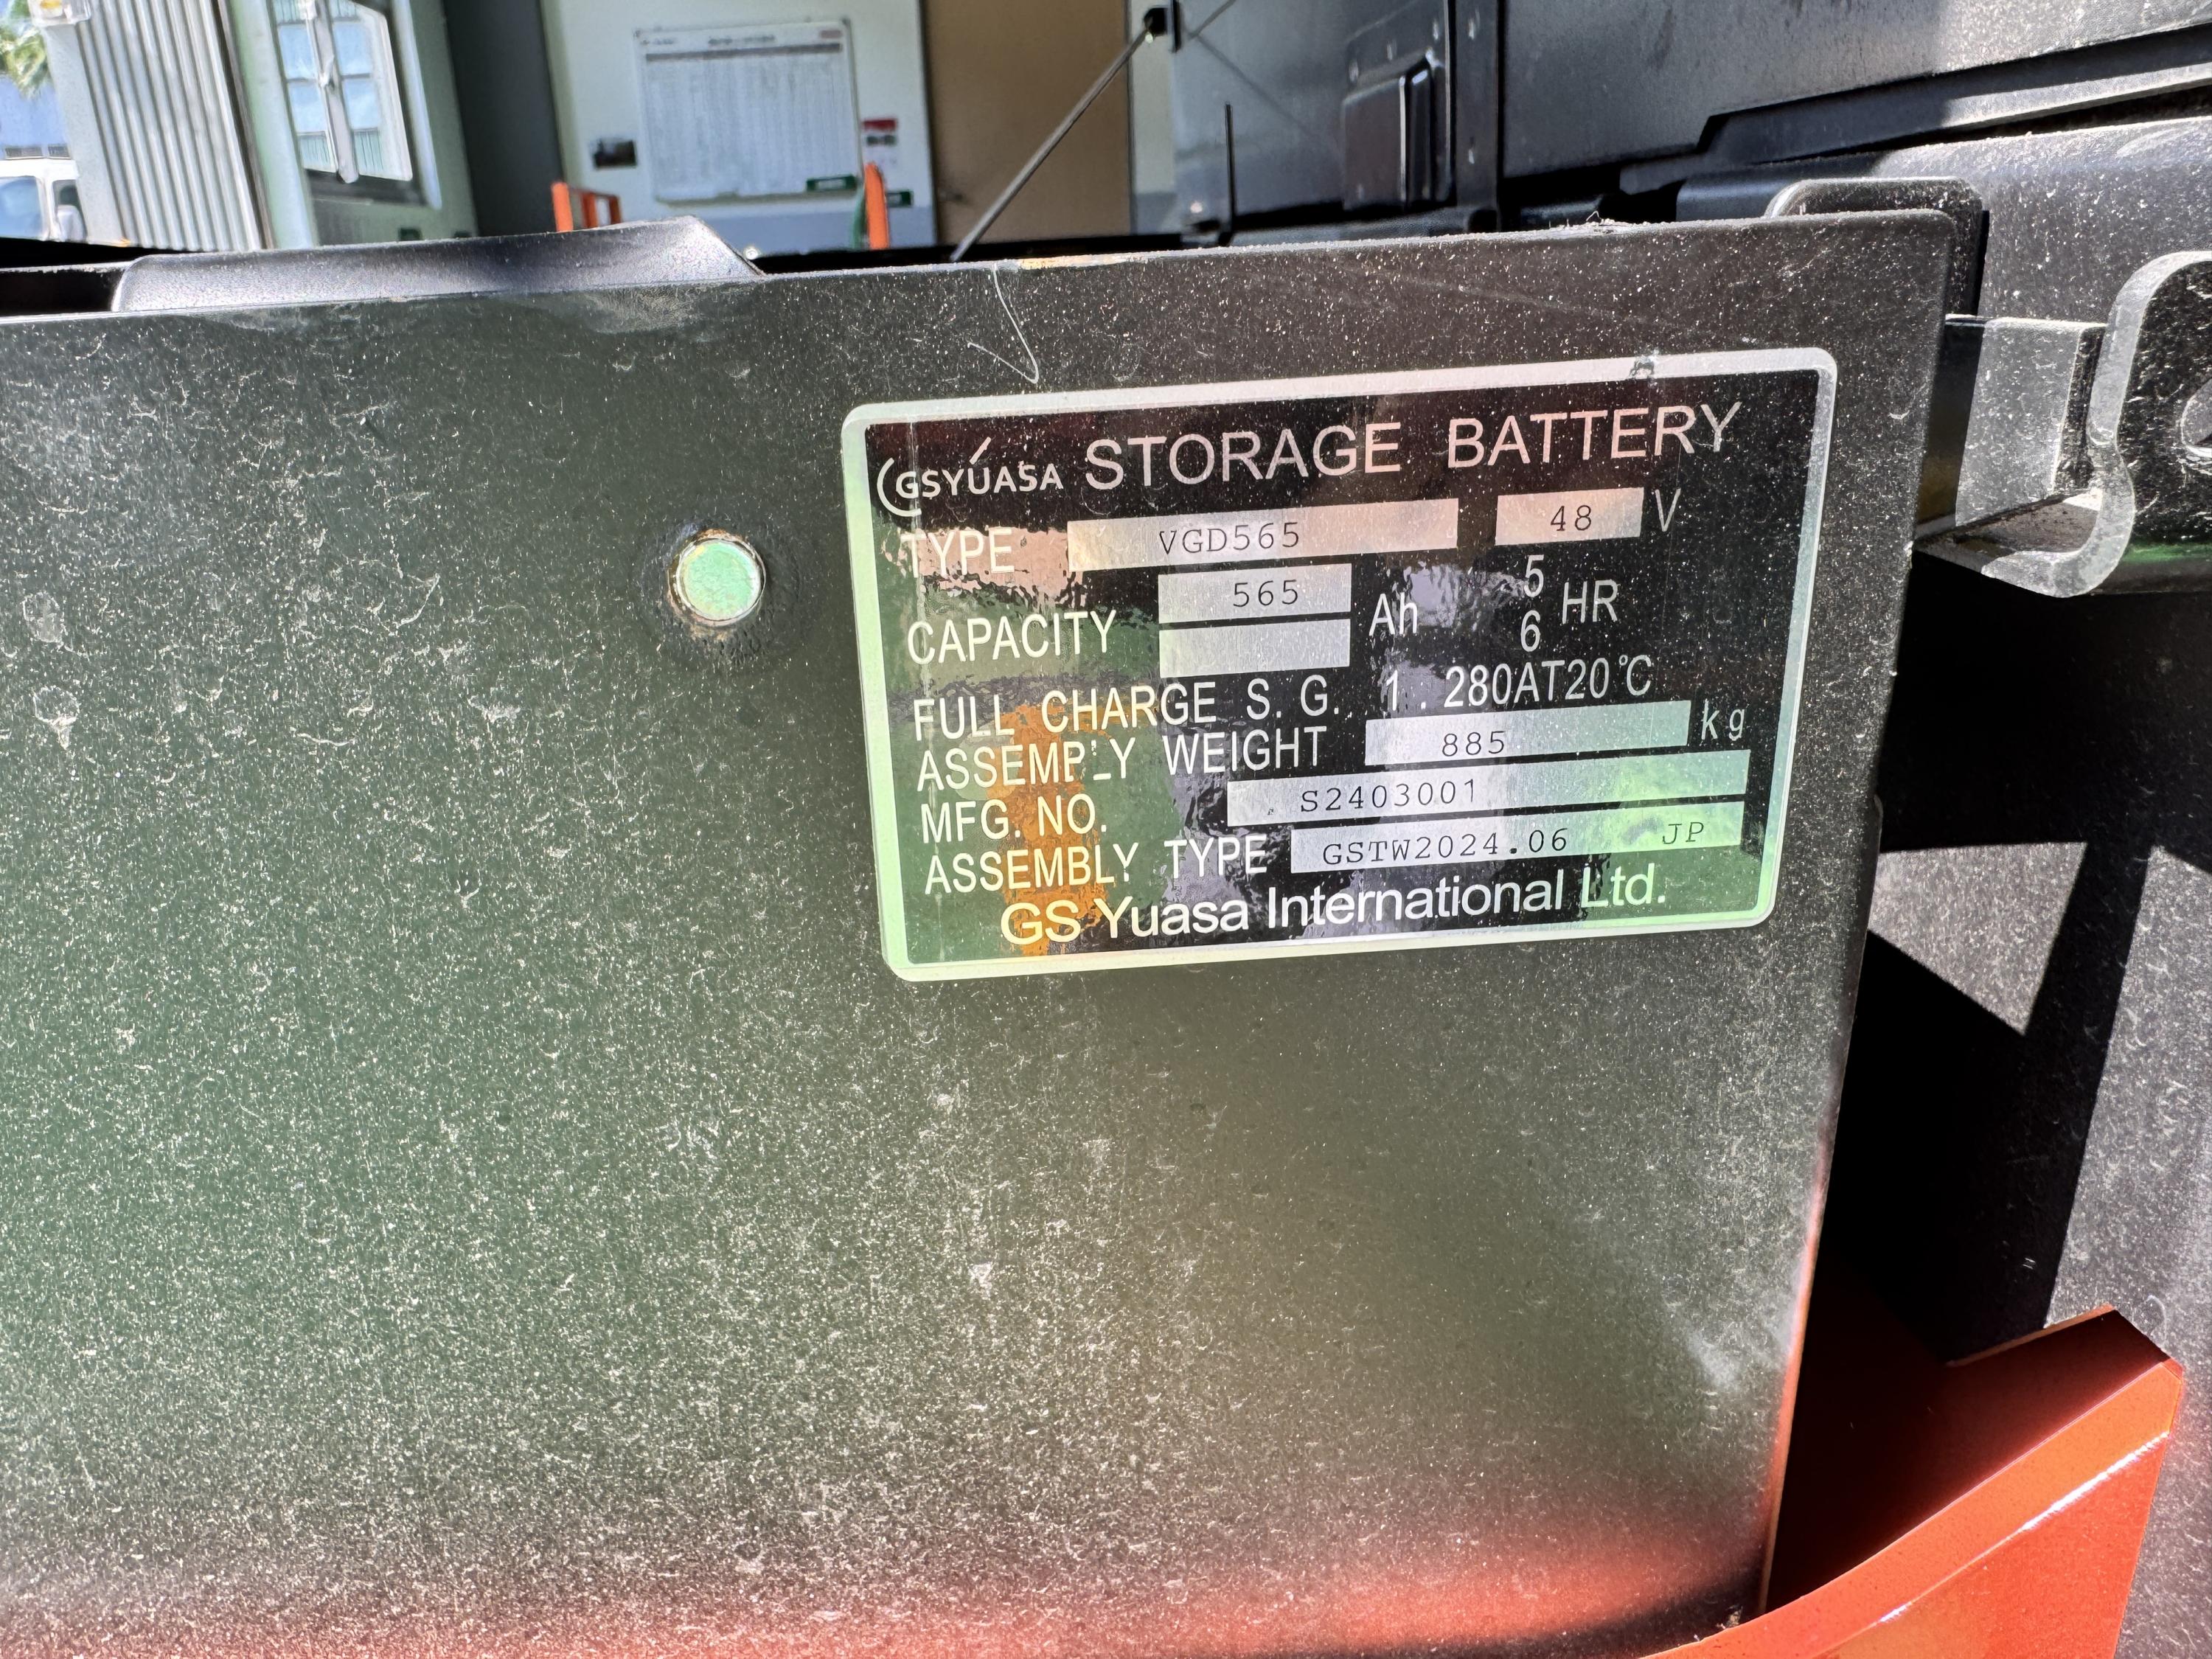 GSYUASA STORAGE BATTERY
TYPE VGD565 48 V
CAPACITY 565 Ah 5 HR
6
FULL CHARGE S.G. 1.280AT20℃
ASSEMBLY WEIGHT 885 kg
MFG. NO. S2403001
ASSEMBLY TYPE GSTW2024.06 JP
GS Yuasa International Ltd.